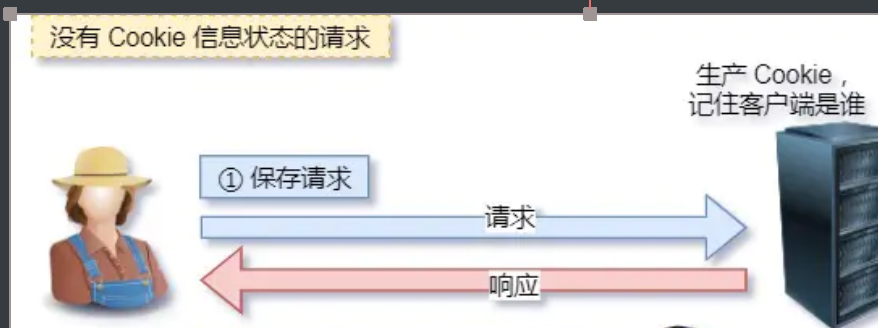 没有 Cookie 信息状态的请求
生产 Cookie，
记住客户端是谁
① 保存请求
请求
响应